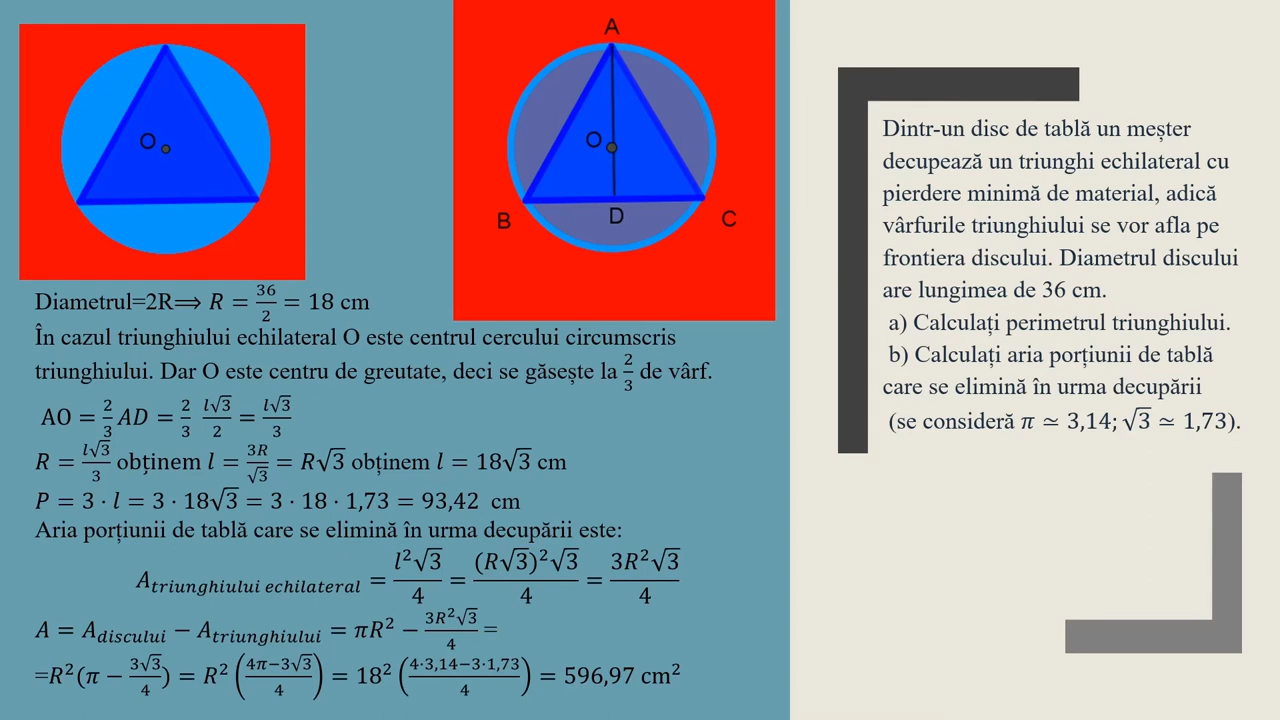 O
A
O
B
D
C
Diametrul=2R⟹ R = 36/2 = 18 cm
În cazul triunghiului echilateral O este centrul cercului circumscris
triunghiului. Dar O este centru de greutate, deci se găsește la 2/3 de vârf.
AO = 2/3 AD = 2/3 l√3/2 = l√3/3
R = l√3/3 obținem l = 3R/√3 = R√3 obținem l = 18√3 cm
P = 3 · l = 3 · 18√3 = 3 · 18 · 1,73 = 93,42 cm
Aria porțiunii de tablă care se elimină în urma decupării este:
A triunghiului echilateral = l²√3/4 = (R√3)²√3/4 = 3R²√3/4
A = A discului − A triunghiului = πR² − 3R²√3/4 =
=R²(π − 3√3/4) = R² (4π−3√3/4) = 18² (4·3,14−3·1,73/4) = 596,97 cm²
Dintr-un disc de tablă un meșter
decupează un triunghi echilateral cu
pierdere minimă de material, adică
vârfurile triunghiului se vor afla pe
frontiera discului. Diametrul discului
are lungimea de 36 cm.
a) Calculați perimetrul triunghiului.
b) Calculați aria porțiunii de tablă
care se elimină în urma decupării
(se consideră π ≃ 3,14; √3 ≃ 1,73).